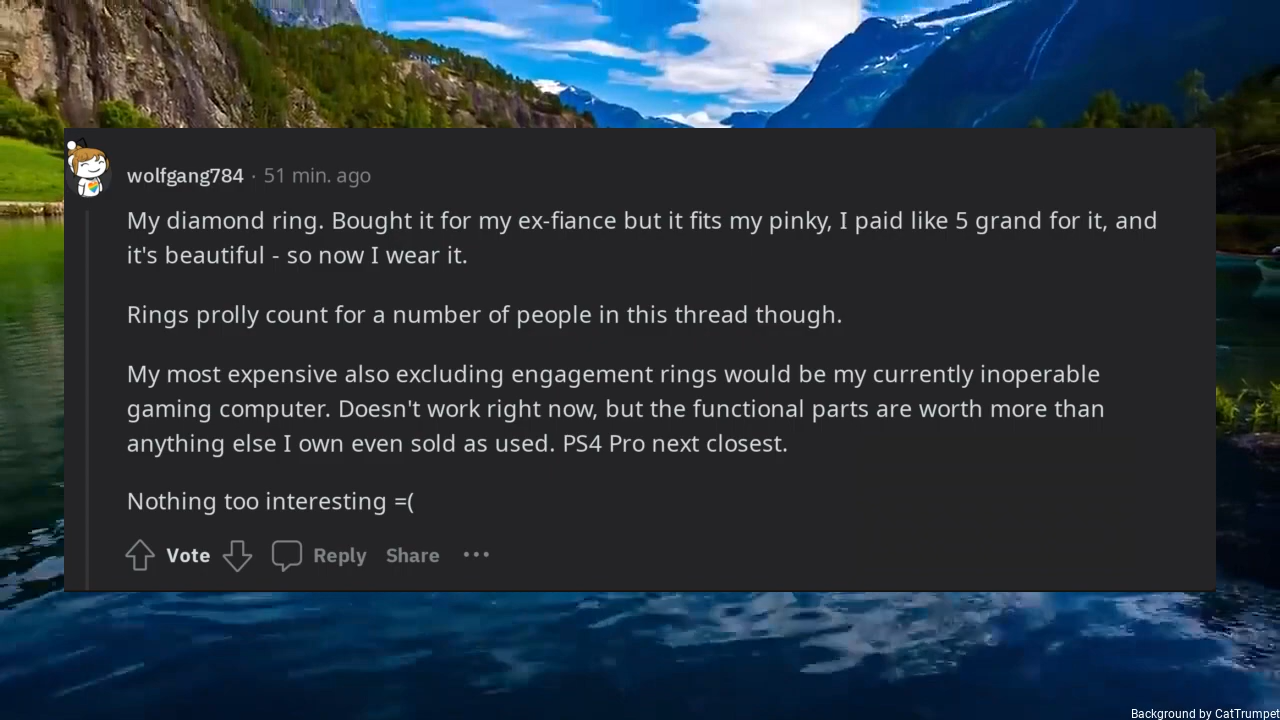 wolfgang784 · 51 min. ago
My diamond ring. Bought it for my ex-fiance but it fits my pinky, I paid like 5 grand for it, and
it's beautiful - so now I wear it.
Rings prolly count for a number of people in this thread though.
My most expensive also excluding engagement rings would be my currently inoperable
gaming computer. Doesn't work right now, but the functional parts are worth more than
anything else I own even sold as used. PS4 Pro next closest.
Nothing too interesting =(
Vote Reply Share ···
Background by CatTrumpet